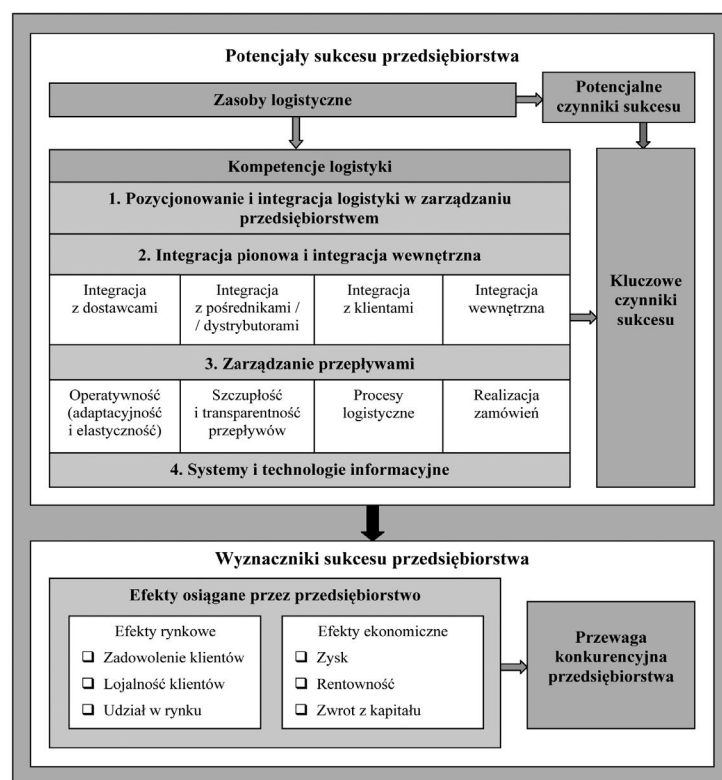 Potencjały sukcesu przedsiębiorstwa
Zasoby logistyczne
Potencjalne
czynniki sukcesu
Kompetencje logistyki
1. Pozycjonowanie i integracja logistyki w zarządzaniu
przedsiębiorstwem
2. Integracja pionowa i integracja wewnętrzna
Integracja
z dostawcami
Integracja
z pośrednikami /
/ dystrybutorami
Integracja
z klientami
Integracja
wewnętrzna
3. Zarządzanie przepływami
Operatywność
(adaptacyjność
i elastyczność)
Szczupłość
i transparentność
przepływów
Procesy
logistyczne
Realizacja
zamówień
4. Systemy i technologie informacyjne
Kluczowe
czynniki
sukcesu
Wyznaczniki sukcesu przedsiębiorstwa
Efekty osiągane przez przedsiębiorstwo
Efekty rynkowe
❑ Zadowolenie klientów
❑ Lojalność klientów
❑ Udział w rynku
Efekty ekonomiczne
❑ Zysk
❑ Rentowność
❑ Zwrot z kapitału
Przewaga
konkurencyjna
przedsiębiorstwa